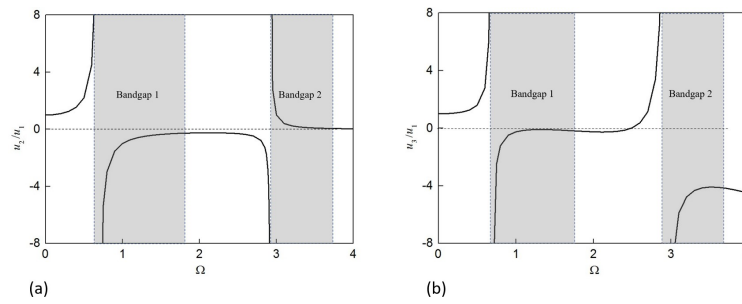 8
4
0
-4
-8
u₂/u₁
Bandgap 1
Bandgap 2
0 1 2 3 4
Ω
(a)
8
4
0
-4
-8
u₃/u₁
Bandgap 1
Bandgap 2
0 1 2 3 4
Ω
(b)